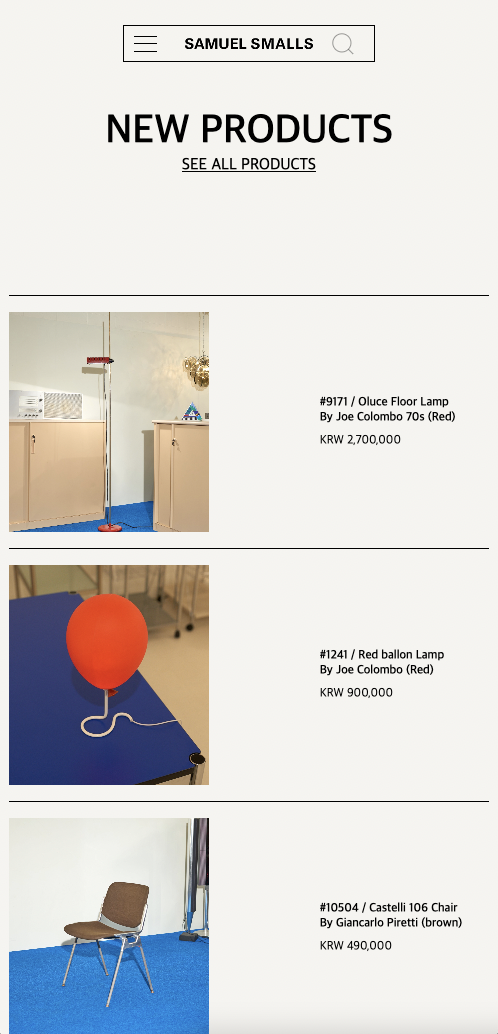 SAMUEL SMALLS
NEW PRODUCTS
SEE ALL PRODUCTS
#9171 / Oluce Floor Lamp
By Joe Colombo 70s (Red)
KRW 2,700,000
#1241 / Red ballon Lamp
By Joe Colombo (Red)
KRW 900,000
#10504 / Castelli 106 Chair
By Giancarlo Piretti (brown)
KRW 490,000